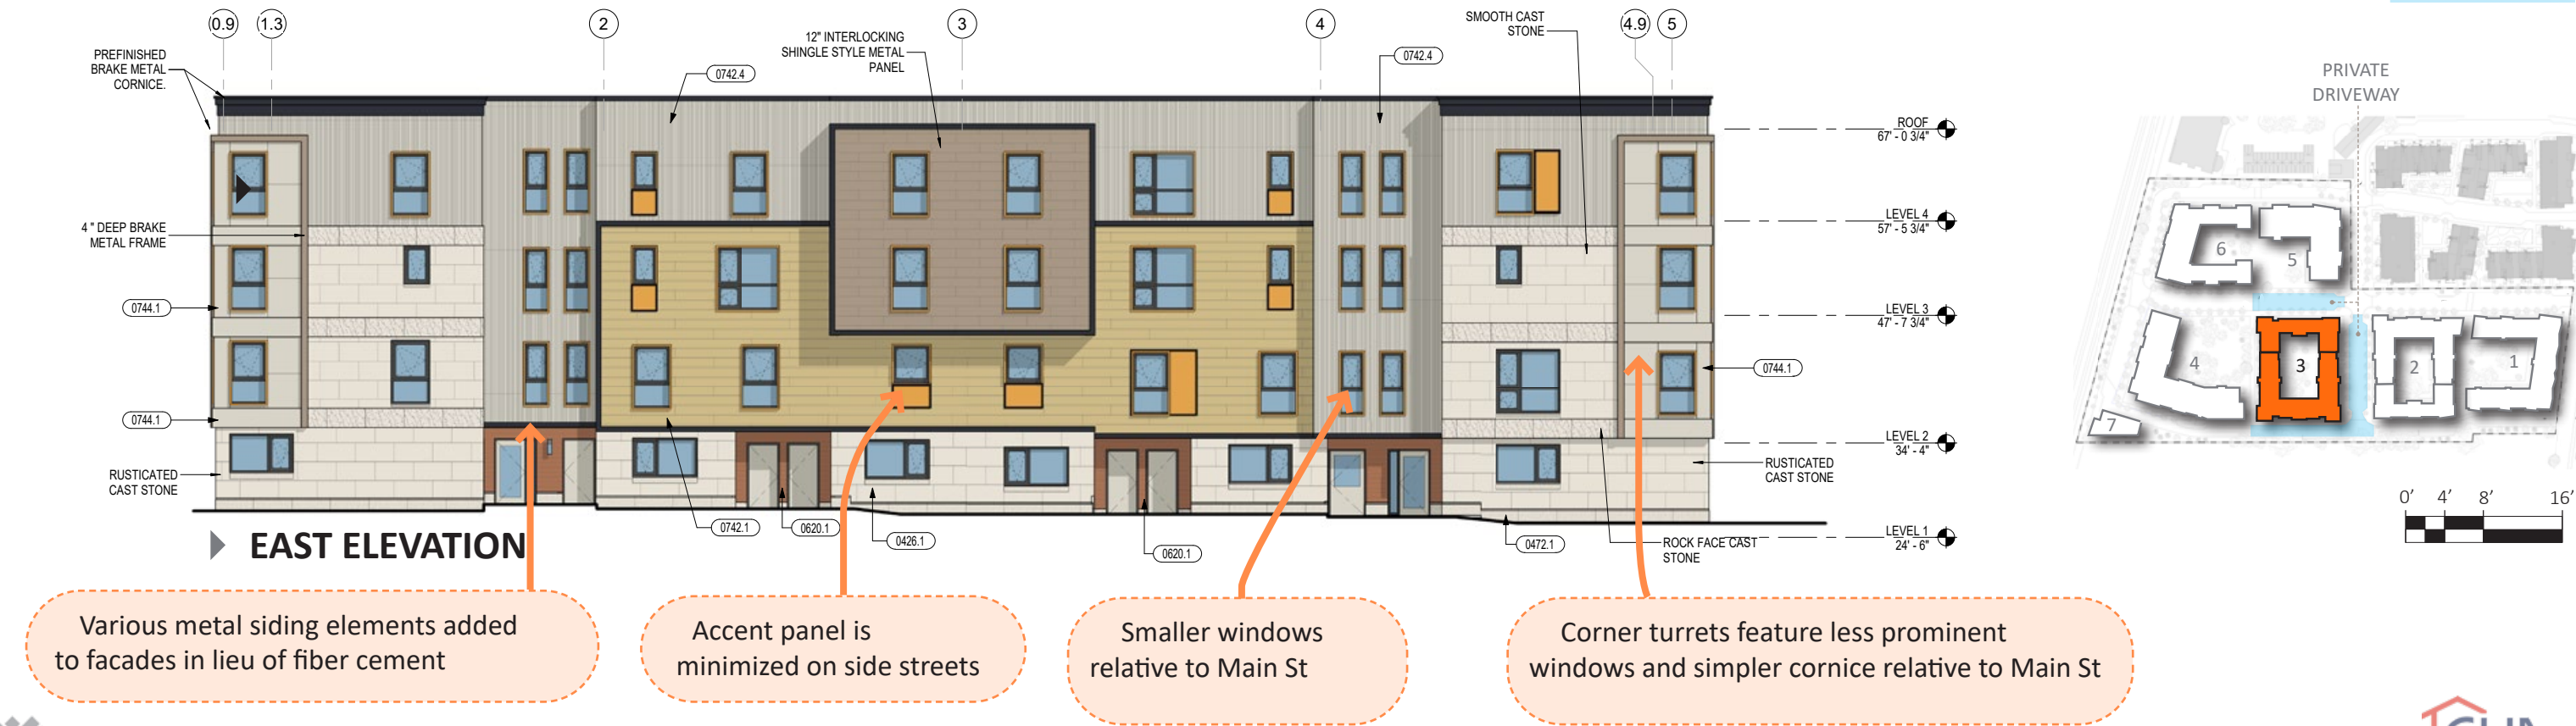 0.9
1.3
2
3
4
4.9
5
PREFINISHED
BRAKE METAL
CORNICE.
12" INTERLOCKING
SHINGLE STYLE METAL
PANEL
SMOOTH CAST
STONE
0742.4
0742.4
4 " DEEP BRAKE
METAL FRAME
0744.1
0744.1
0744.1
RUSTICATED
CAST STONE
RUSTICATED
CAST STONE
0742.1
0620.1
0426.1
0620.1
0472.1
ROCK FACE CAST
STONE
ROOF
67' - 0 3/4"
LEVEL 4
57' - 5 3/4"
LEVEL 3
47' - 7 3/4"
LEVEL 2
34' - 4"
LEVEL 1
24' - 6"
EAST ELEVATION
Various metal siding elements added
to facades in lieu of fiber cement
Accent panel is
minimized on side streets
Smaller windows
relative to Main St
Corner turrets feature less prominent
windows and simpler cornice relative to Main St
PRIVATE
DRIVEWAY
6
5
4
3
2
1
7
0' 4' 8' 16'